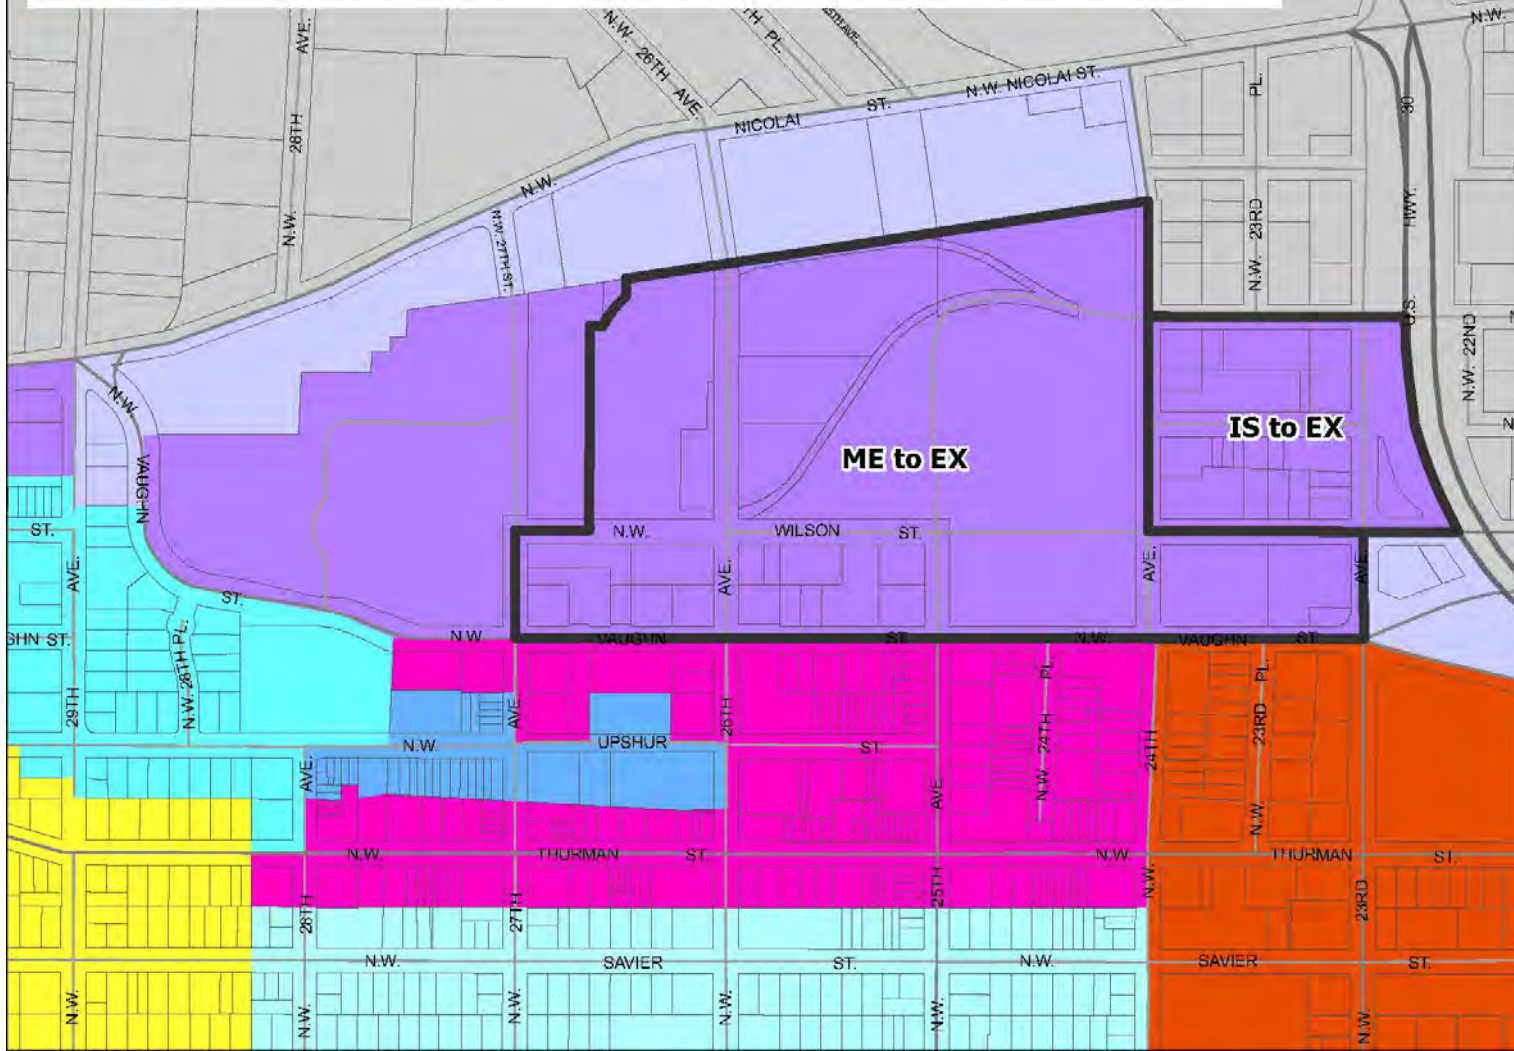 AVE.
N.W. 26TH AVE.
TH PL.
N.W.
N.W. NICOLAI ST.
ST.
NICOLAI
PL.
30
28TH
N.W.
N.W. 23RD
HWY.
N.W.
N.W. 27TH ST.
U.S.
N.W. 22ND
N.W.
IS to EX
ME to EX
VAUGHN
ST.
N.W.
WILSON
ST.
AVE.
AVE.
AVE.
AVE.
ST.
GHN ST.
N.W. 28TH PL.
N.W.
VAUGHN
ST.
N.W.
VAUGHN
ST.
29TH
AVE.
26TH
PL.
24TH
N.W.
24TH
PL.
23RD
N.W.
N.W.
UPSHUR
ST.
AVE.
AVE.
N.W.
THURMAN
ST.
N.W.
THURMAN
ST.
28TH
27TH
25TH
N.W.
23RD
N.W.
SAVIER
ST.
N.W.
SAVIER
ST.
N.W.
N.W.
N.W.
N.W.
N.W.
N.W.